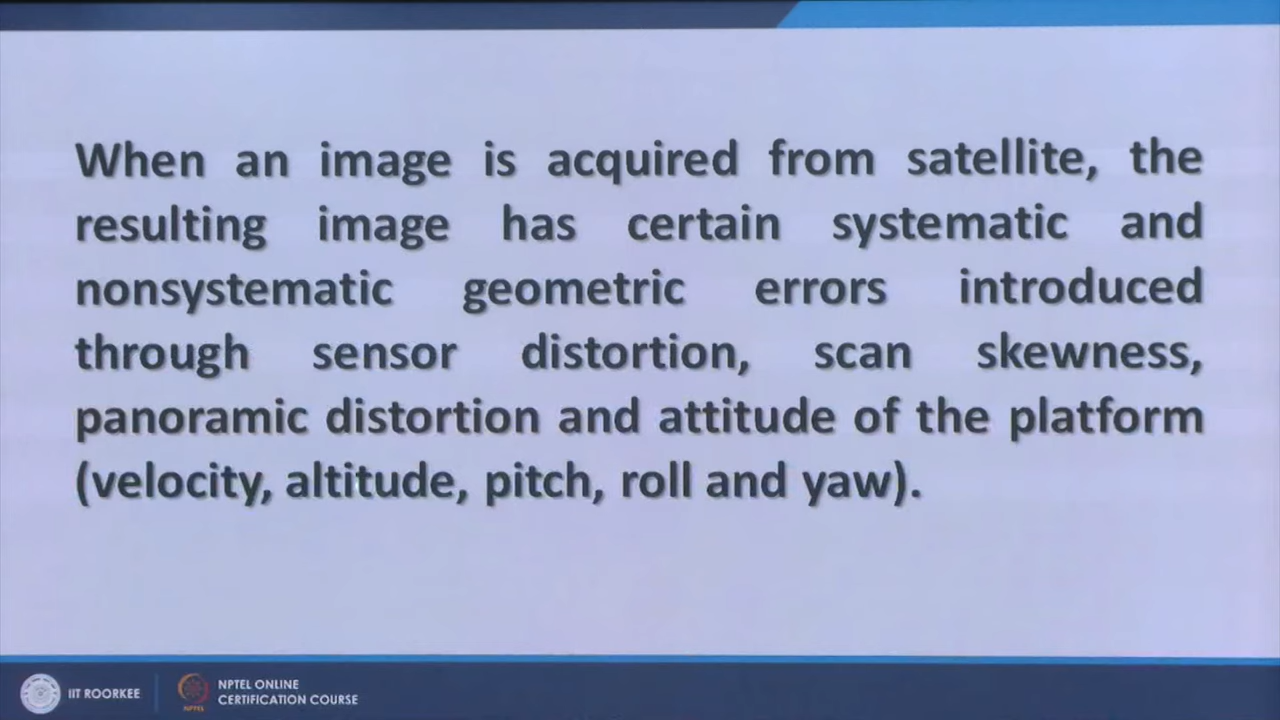 When an image is acquired from satellite, the
resulting image has certain systematic and
nonsystematic geometric errors introduced
through sensor distortion, scan skewness,
panoramic distortion and attitude of the platform
(velocity, altitude, pitch, roll and yaw).
IIT ROORKEE
NPTEL ONLINE
CERTIFICATION COURSE
NPTEL